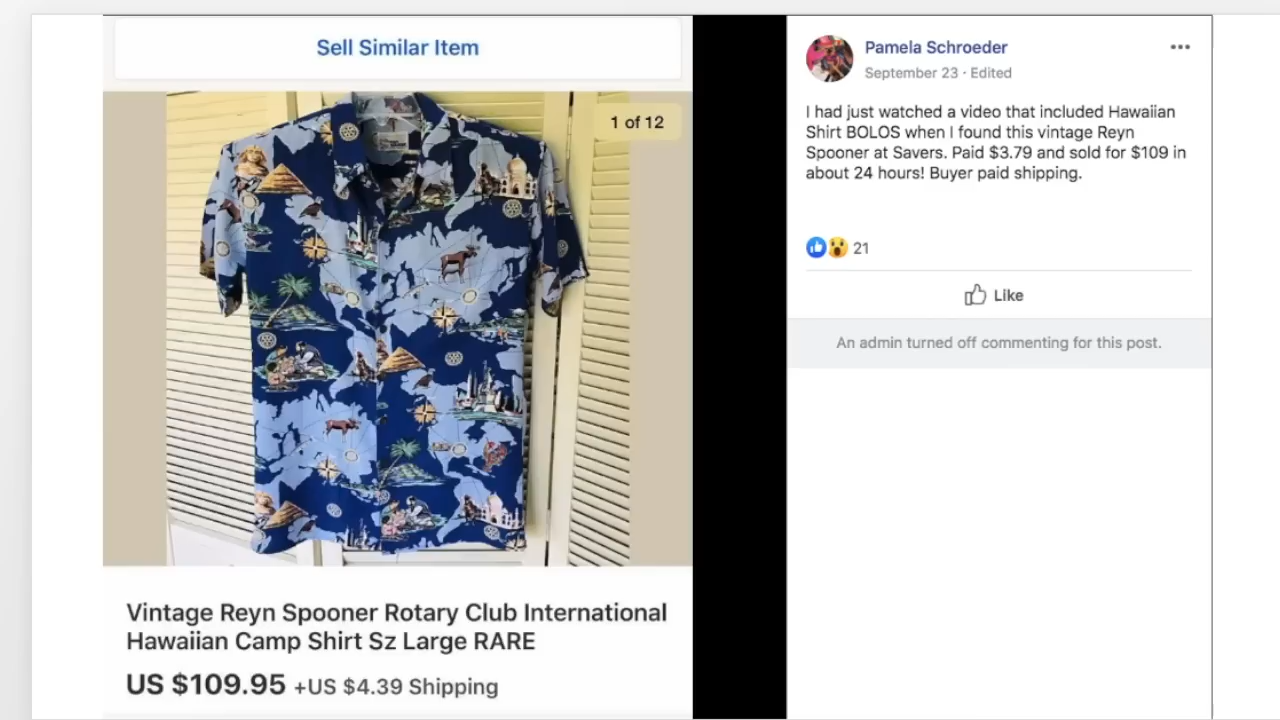 Sell Similar Item
1 of 12
Vintage Reyn Spooner Rotary Club International
Hawaiian Camp Shirt Sz Large RARE
US $109.95 +US $4.39 Shipping
Pamela Schroeder
September 23 · Edited
I had just watched a video that included Hawaiian
Shirt BOLOS when I found this vintage Reyn
Spooner at Savers. Paid $3.79 and sold for $109 in
about 24 hours! Buyer paid shipping.
21
Like
An admin turned off commenting for this post.